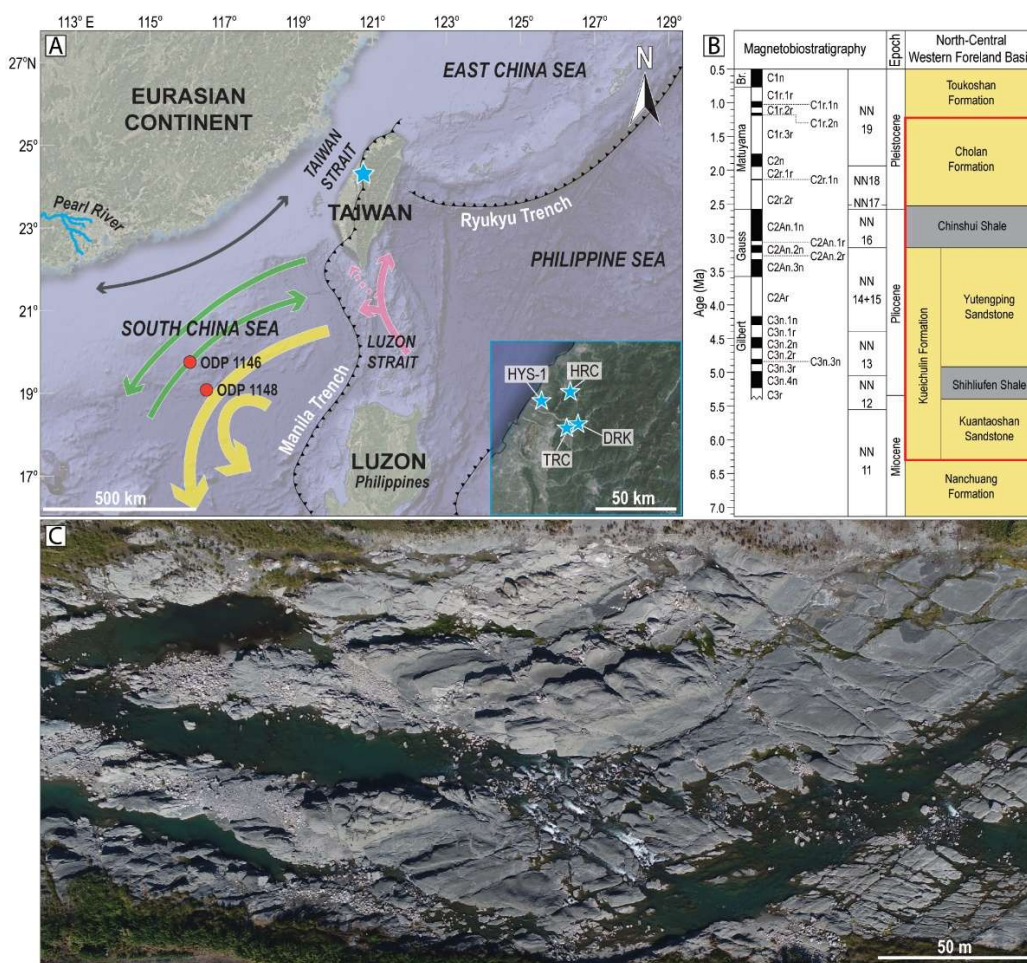 113° E
115°
117°
119°
121°
123°
125°
127°
129°
A
27°N
25°
23°
21°
19°
17°
EURASIAN
CONTINENT
EAST CHINA SEA
N
TAIWAN
STRAIT
TAIWAN
Pearl River
Ryukyu Trench
PHILIPPINE SEA
SOUTH CHINA SEA
LUZON
STRAIT
ODP 1146
ODP 1148
Manila Trench
LUZON
Philippines
500 km
HYS-1
HRC
TRC
DRK
50 km
B
Magnetobiostratigraphy
Epoch
North-Central
Western Foreland Basin
Age (Ma)
0.5
1.0
1.5
2.0
2.5
3.0
3.5
4.0
4.5
5.0
5.5
6.0
6.5
7.0
Br.
Matuyama
Gauss
Gilbert
C1n
C1r.1r
C1r.1n
C1r.2r
C1r.2n
C1r.3r
C2n
C2r.1r
C2r.1n
C2r.2r
C2An.1n
C2An.1r
C2An.2n
C2An.2r
C2An.3n
C2Ar
C3n.1n
C3n.1r
C3n.2n
C3n.2r
C3n.3n
C3n.3r
C3n.4n
C3r
NN
19
NN18
NN17
NN
16
NN
14+15
NN
13
NN
12
NN
11
Pleistocene
Pliocene
Miocene
Toukoshan
Formation
Cholan
Formation
Chinshui Shale
Kueichulin Formation
Yutengping
Sandstone
Shihliufen Shale
Kuantaoshan
Sandstone
Nanchuang
Formation
C
50 m